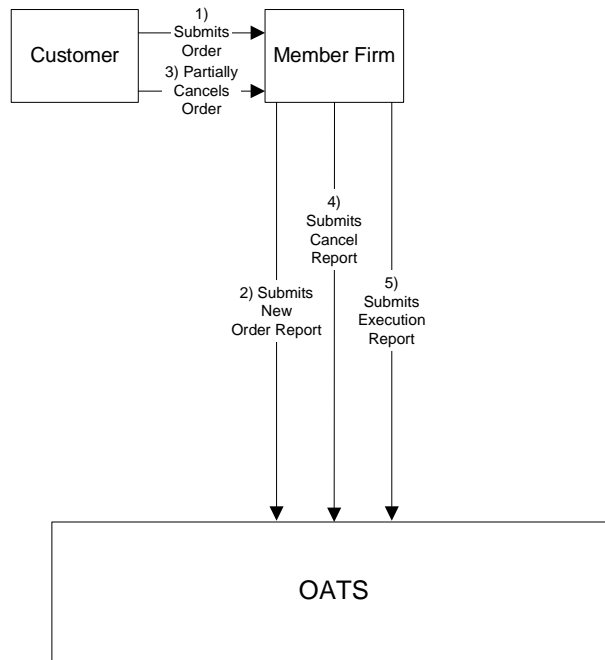 1)
Submits
Order
Customer
Member Firm
3) Partially
Cancels
Order
4)
Submits
Cancel
Report
2) Submits
New
Order Report
5)
Submits
Execution
Report
OATS